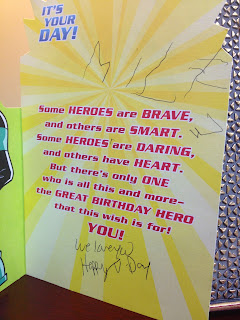 IT'S
YOUR
DAY!
Some HEROES are BRAVE,
and others are SMART.
Some HEROES are DARING,
and others have HEART.
But there's only ONE
who is all this and more–
the GREAT BIRTHDAY HERO
that this wish is for!
YOU!
We love you
Happy Day